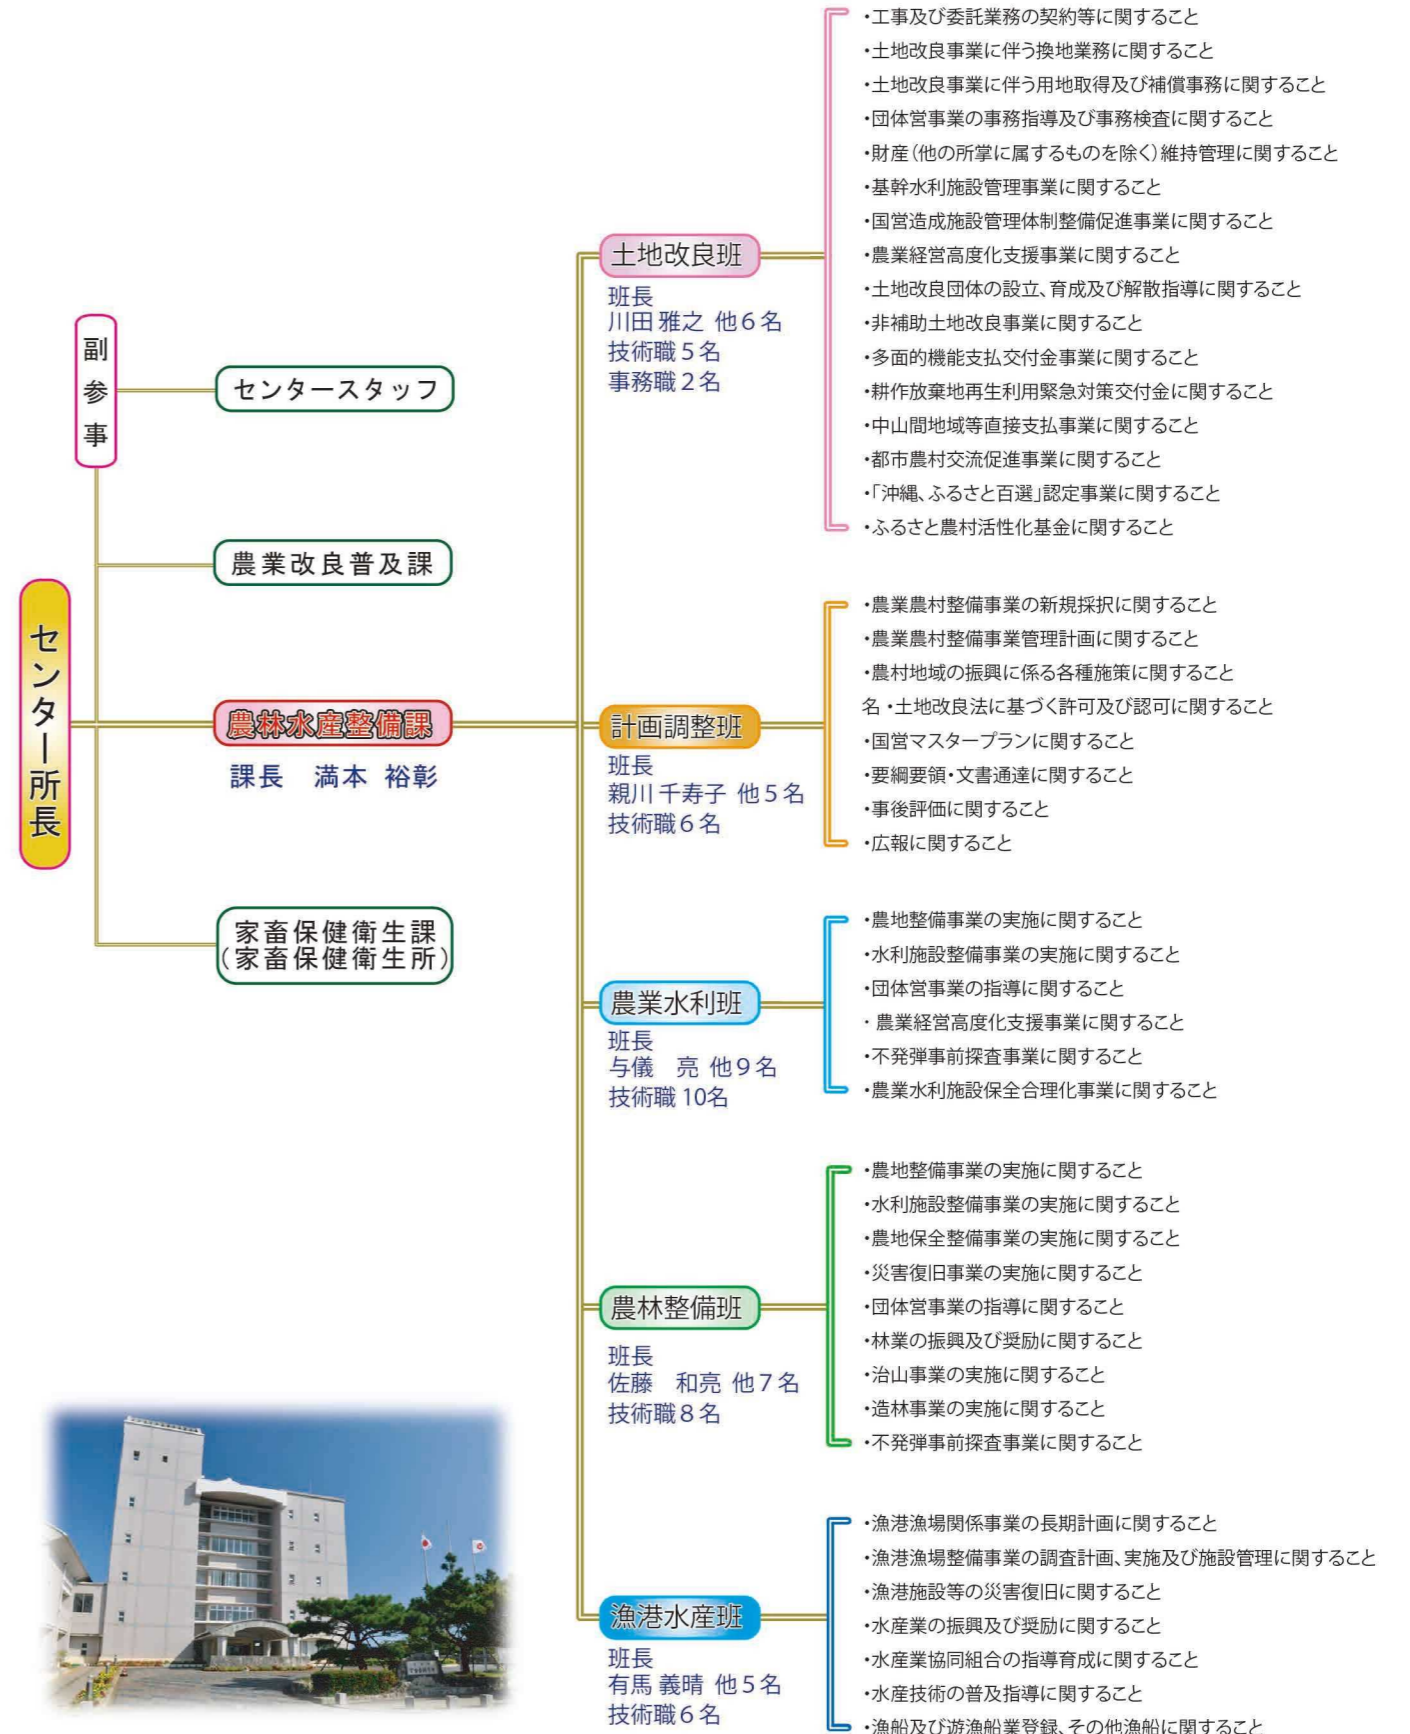 センター所長
副参事
センタースタッフ
農業改良普及課
農林水産整備課
課長　満本 裕彰
家畜保健衛生課
（家畜保健衛生所）
土地改良班
班長
川田 雅之 他６名
技術職５名
事務職２名
・工事及び委託業務の契約等に関すること
・土地改良事業に伴う換地業務に関すること
・土地改良事業に伴う用地取得及び補償事務に関すること
・団体営事業の事務指導及び事務検査に関すること
・財産（他の所掌に属するものを除く）維持管理に関すること
・基幹水利施設管理事業に関すること
・国営造成施設管理体制整備促進事業に関すること
・農業経営高度化支援事業に関すること
・土地改良団体の設立、育成及び解散指導に関すること
・非補助土地改良事業に関すること
・多面的機能支払交付金事業に関すること
・耕作放棄地再生利用緊急対策交付金に関すること
・中山間地域等直接支払事業に関すること
・都市農村交流促進事業に関すること
・「沖縄、ふるさと百選」認定事業に関すること
・ふるさと農村活性化基金に関すること
計画調整班
班長
親川 千寿子 他５名
技術職６名
・農業農村整備事業の新規採択に関すること
・農業農村整備事業管理計画に関すること
・農村地域の振興に係る各種施策に関すること
名 ・土地改良法に基づく許可及び認可に関すること
・国営マスタープランに関すること
・要綱要領・文書通達に関すること
・事後評価に関すること
・広報に関すること
農業水利班
班長
与儀　亮 他９名
技術職 10名
・農地整備事業の実施に関すること
・水利施設整備事業の実施に関すること
・団体営事業の指導に関すること
・ 農業経営高度化支援事業に関すること
・不発弾事前探査事業に関すること
・農業水利施設保全合理化事業に関すること
農林整備班
班長
佐藤　和亮 他７名
技術職８名
・農地整備事業の実施に関すること
・水利施設整備事業の実施に関すること
・農地保全整備事業の実施に関すること
・災害復旧事業の実施に関すること
・団体営事業の指導に関すること
・林業の振興及び奨励に関すること
・治山事業の実施に関すること
・造林事業の実施に関すること
・不発弾事前探査事業に関すること
漁港水産班
班長
有馬 義晴 他５名
技術職６名
・漁港漁場関係事業の長期計画に関すること
・漁港漁場整備事業の調査計画、実施及び施設管理に関すること
・漁港施設等の災害復旧に関すること
・水産業の振興及び奨励に関すること
・水産業協同組合の指導育成に関すること
・水産技術の普及指導に関すること
・漁船及び遊漁船業登録、その他漁船に関すること